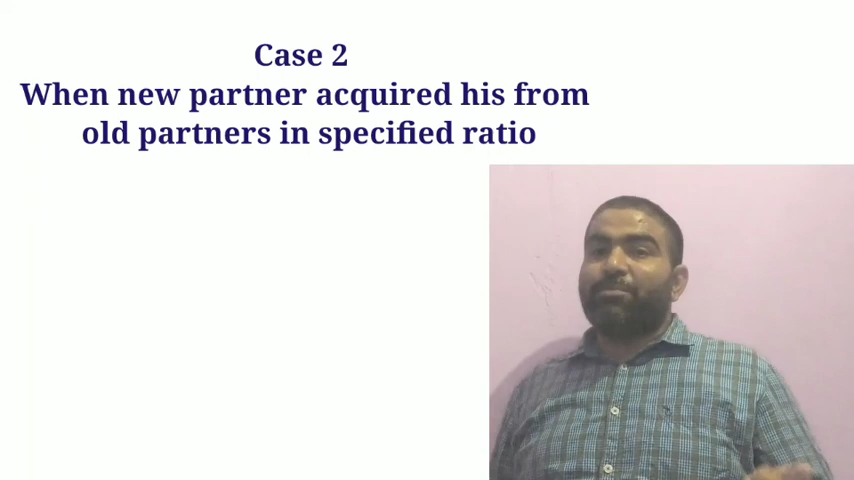 Case 2
When new partner acquired his from
old partners in specified ratio